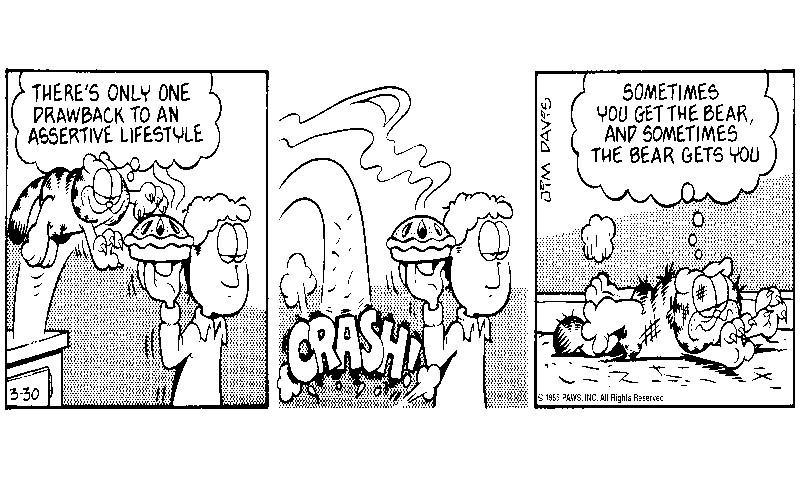 THERE'S ONLY ONE
DRAWBACK TO AN
ASSERTIVE LIFESTYLE
3-30
CRASH!
JIM DAVIS
SOMETIMES
YOU GET THE BEAR,
AND SOMETIMES
THE BEAR GETS YOU
PAWS, INC. All Rights Reserved